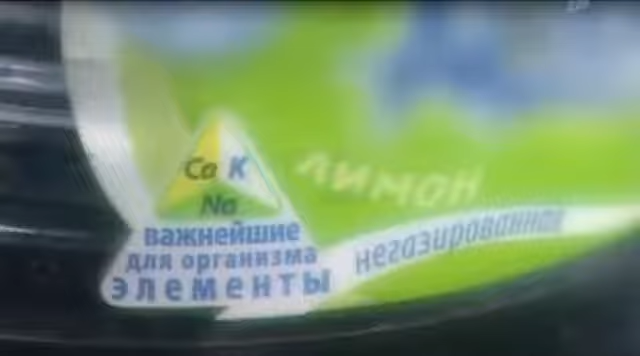 Ca K
Na
лимон
важнейшие
для организма
элементы
негазированная